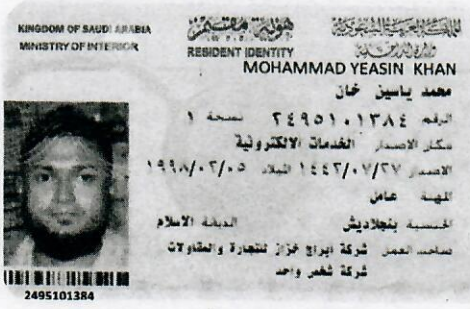 KINGDOM OF SAUDI ARABIA
MINISTRY OF INTERIOR
هوية مقيم
RESIDENT IDENTITY
المملكة العربية السعودية
وزارة الداخلية
MOHAMMAD YEASIN KHAN
محمد ياسين خان
الرقم ٢٤٩٥١٠١٣٨٤ نسخة ١
مكان الاصدار الخدمات الالكترونية
الاصدار ١٤٤٢/٠٧/٢٧ الميلاد ١٩٩٨/٠٢/٠٥
المهنة عامل
الجنسية بنجلاديش الديانة الاسلام
صاحب العمل شركة ابراج خزاز للتجارة والمقاولات
شركة شخص واحد
2495101384